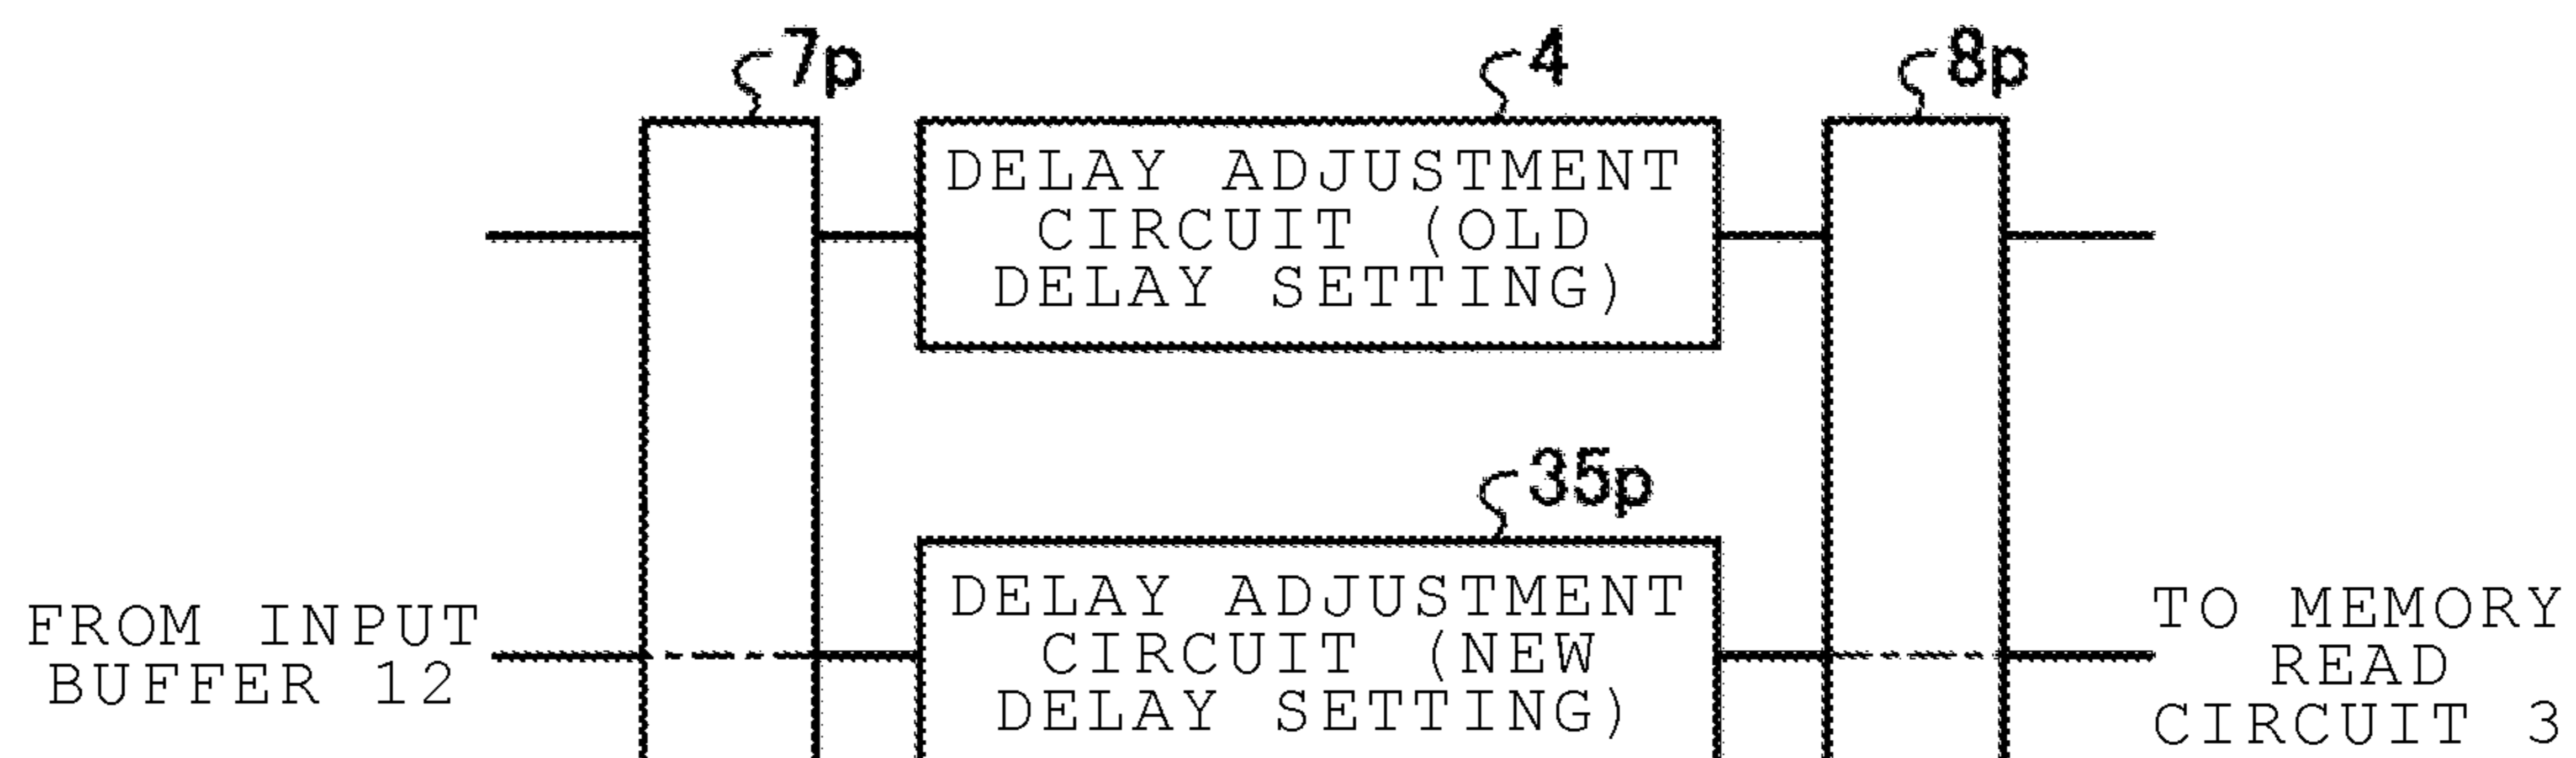 7p
4
8p
DELAY ADJUSTMENT
CIRCUIT (OLD
DELAY SETTING)
35p
DELAY ADJUSTMENT
CIRCUIT (NEW
DELAY SETTING)
FROM INPUT
BUFFER 12
TO MEMORY
READ
CIRCUIT 3